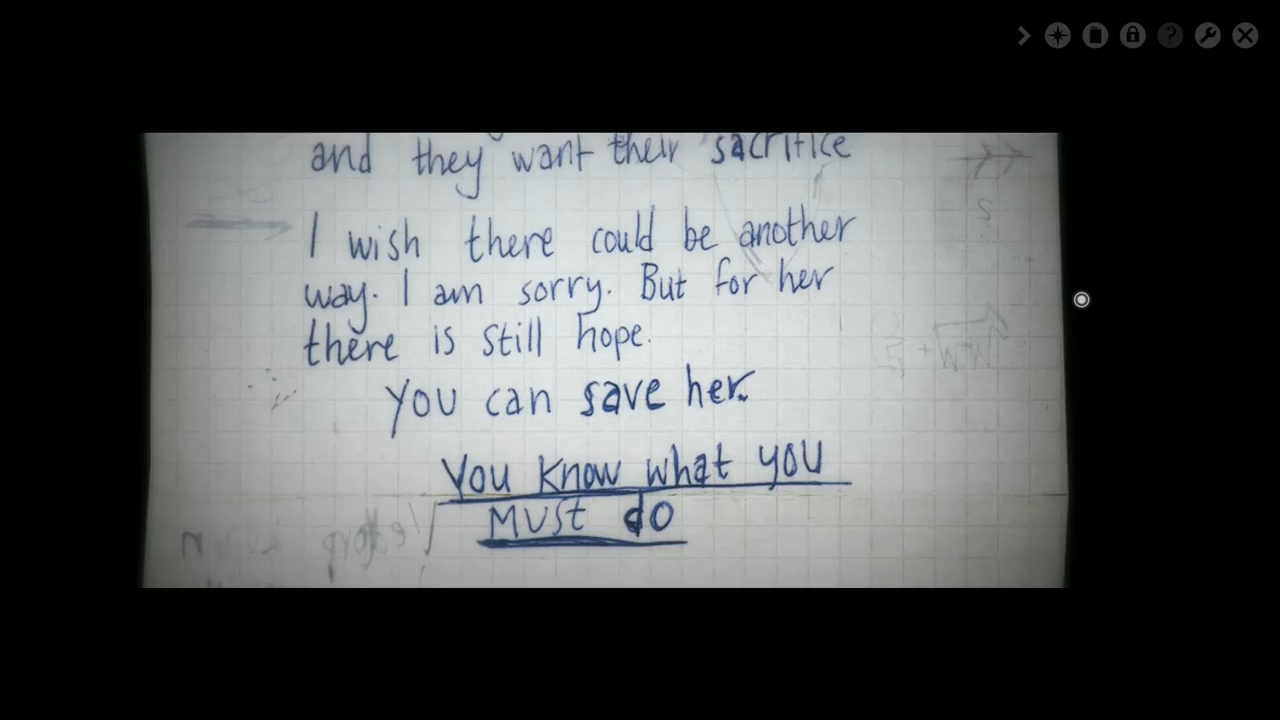 and they want their sacrifice
I wish there could be another
way. I am sorry. But for her
there is still hope.
You can save her.
You know what you
MUST do